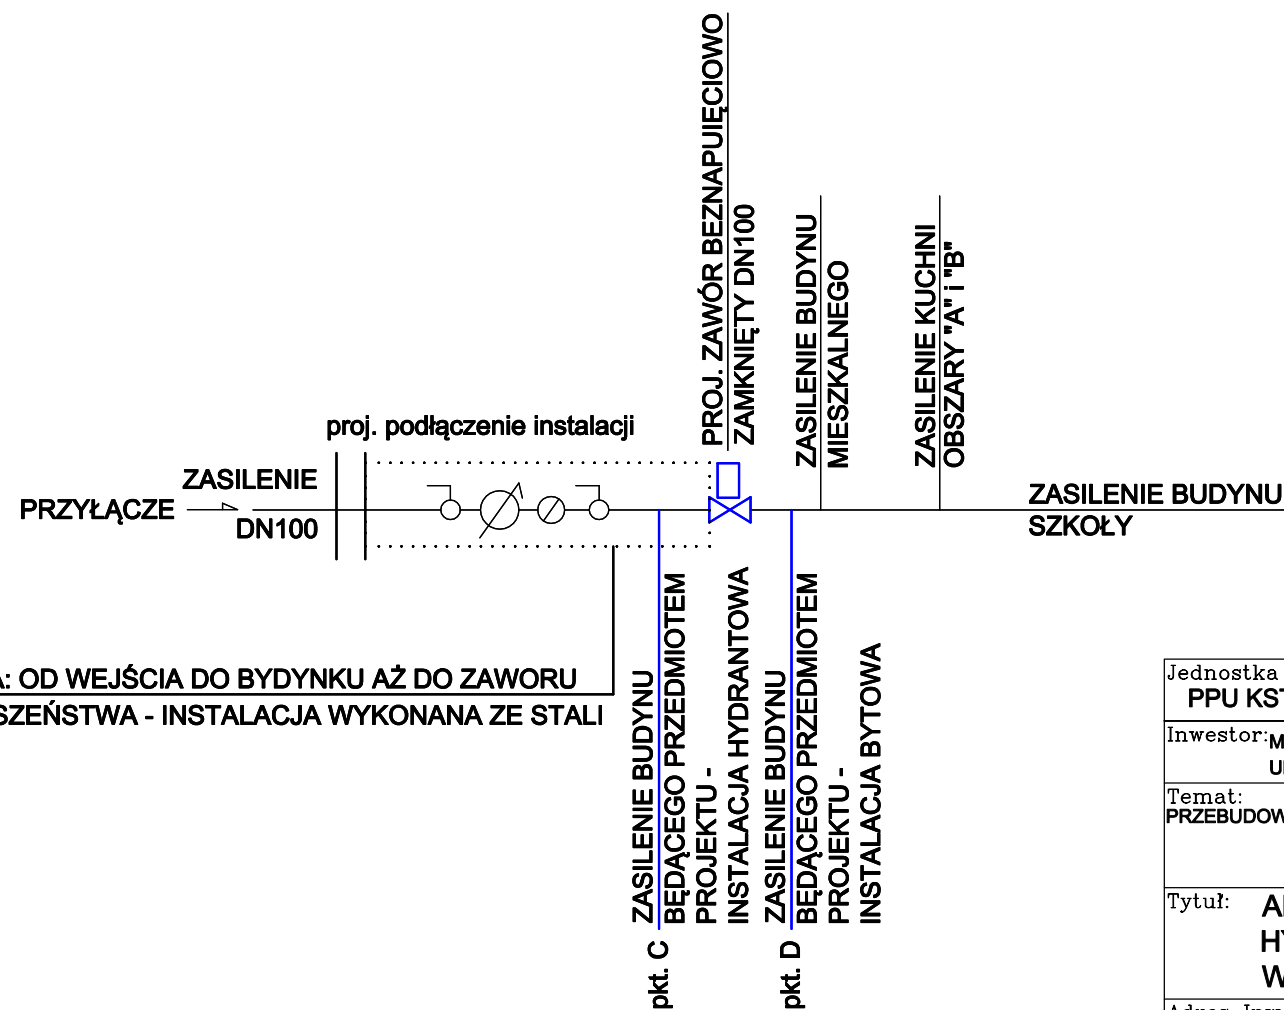 PROJ. ZAWÓR BEZNAPUIĘCIOWO
ZAMKNIĘTY DN100
ZASILENIE BUDYNU
MIESZKALNEGO
ZASILENIE KUCHNI
OBSZARY "A" i "B"
proj. podłączenie instalacji
ZASILENIE
PRZYŁĄCZE
DN100
ZASILENIE BUDYNU
SZKOŁY
A: OD WEJŚCIA DO BYDYNKU AŻ DO ZAWORU
SZEŃSTWA - INSTALACJA WYKONANA ZE STALI
ZASILENIE BUDYNU
BĘDĄCEGO PRZEDMIOTEM
PROJEKTU -
INSTALACJA HYDRANTOWA
pkt. C
ZASILENIE BUDYNU
BĘDĄCEGO PRZEDMIOTEM
PROJEKTU -
INSTALACJA BYTOWA
pkt. D
Jednostka
PPU KST
Inwestor:
Temat:
PRZEBUDOW
Tytuł: